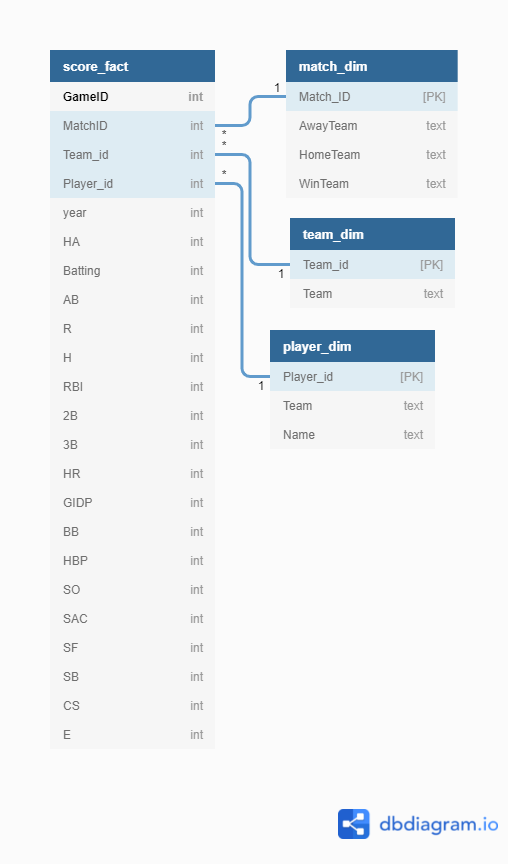 score_fact
GameID int
MatchID int
Team_id int
Player_id int
year int
HA int
Batting int
AB int
R int
H int
RBI int
2B int
3B int
HR int
GIDP int
BB int
HBP int
SO int
SAC int
SF int
SB int
CS int
E int
*
*
*
1
1
1
match_dim
Match_ID [PK]
AwayTeam text
HomeTeam text
WinTeam text
team_dim
Team_id [PK]
Team text
player_dim
Player_id [PK]
Team text
Name text
dbdiagram.io